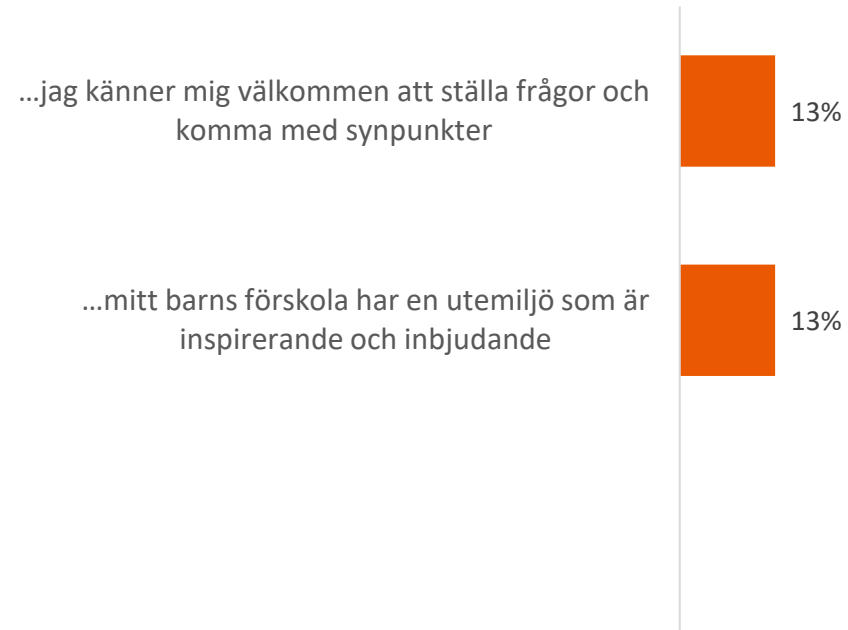 …jag känner mig välkommen att ställa frågor och
komma med synpunkter
13%
…mitt barns förskola har en utemiljö som är
inspirerande och inbjudande
13%